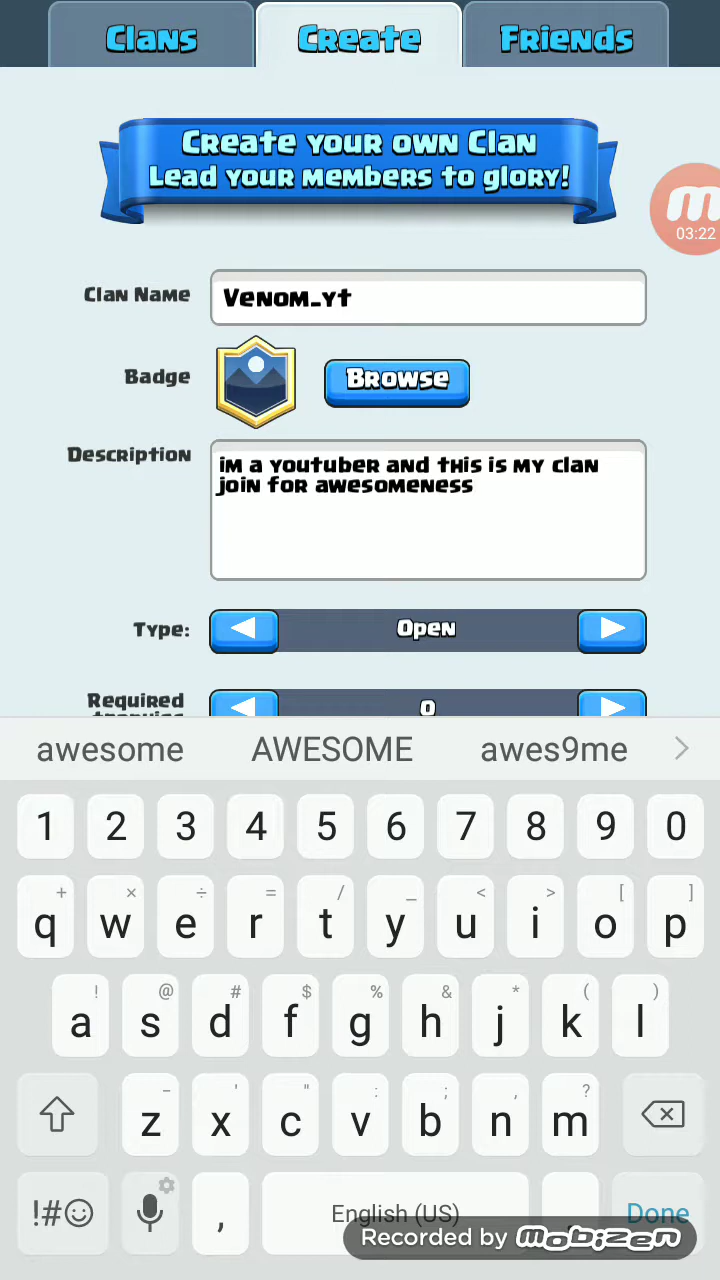 Clans Create Friends
Create your own Clan
Lead your members to glory!
m
03:22
Clan Name Venom_yt
Badge Browse
Description im a youtuber and this is my clan
join for awesomeness
Type: Open
Required 0
trophies
awesome AWESOME awes9me
1 2 3 4 5 6 7 8 9 0
+ × ÷ = / _ < > [ ]
q w e r t y u i o p
! @ # $ % & * ( )
a s d f g h j k l
- ' " : ; , ?
z x c v b n m
!#☺ , English (US) Done
Recorded by mobizen